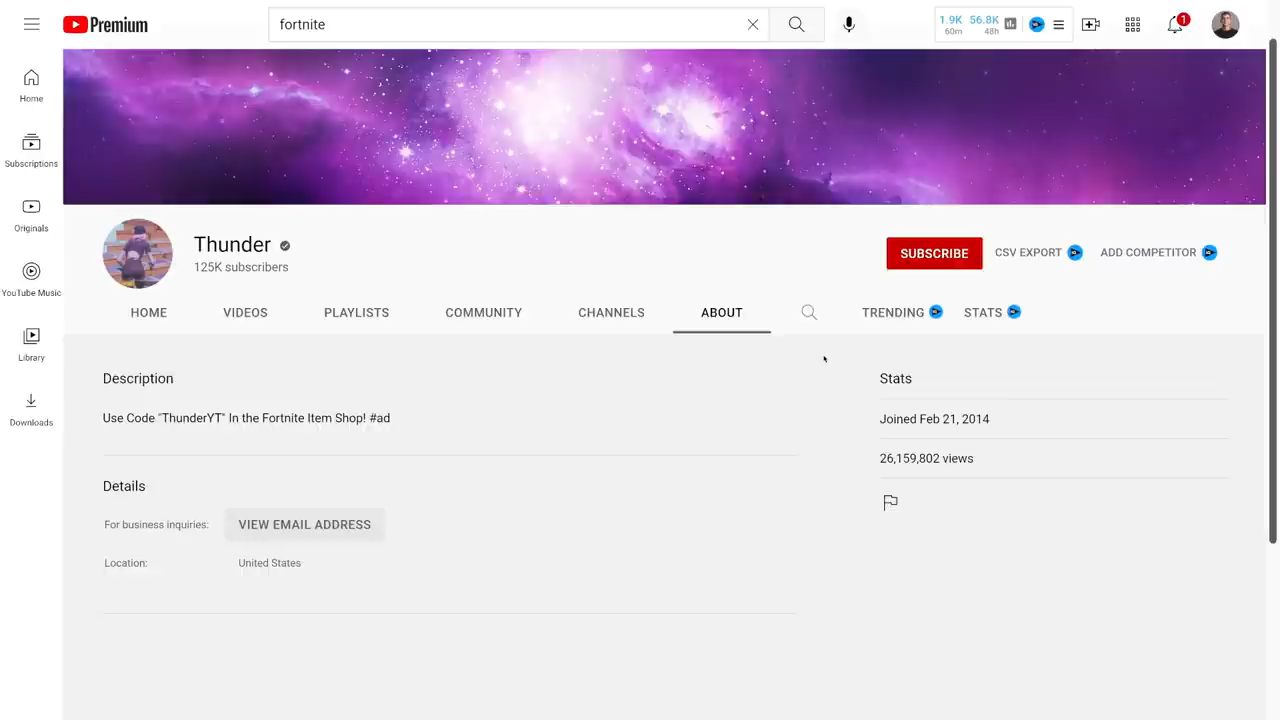 Premium
fortnite
1.9K 56.8K
60m 48h
1
Home
Subscriptions
Originals
YouTube Music
Library
Downloads
Thunder
125K subscribers
SUBSCRIBE
CSV EXPORT
ADD COMPETITOR
HOME VIDEOS PLAYLISTS COMMUNITY CHANNELS ABOUT TRENDING STATS
Description
Use Code "ThunderYT" In the Fortnite Item Shop! #ad
Details
For business inquiries: VIEW EMAIL ADDRESS
Location: United States
Stats
Joined Feb 21, 2014
26,159,802 views